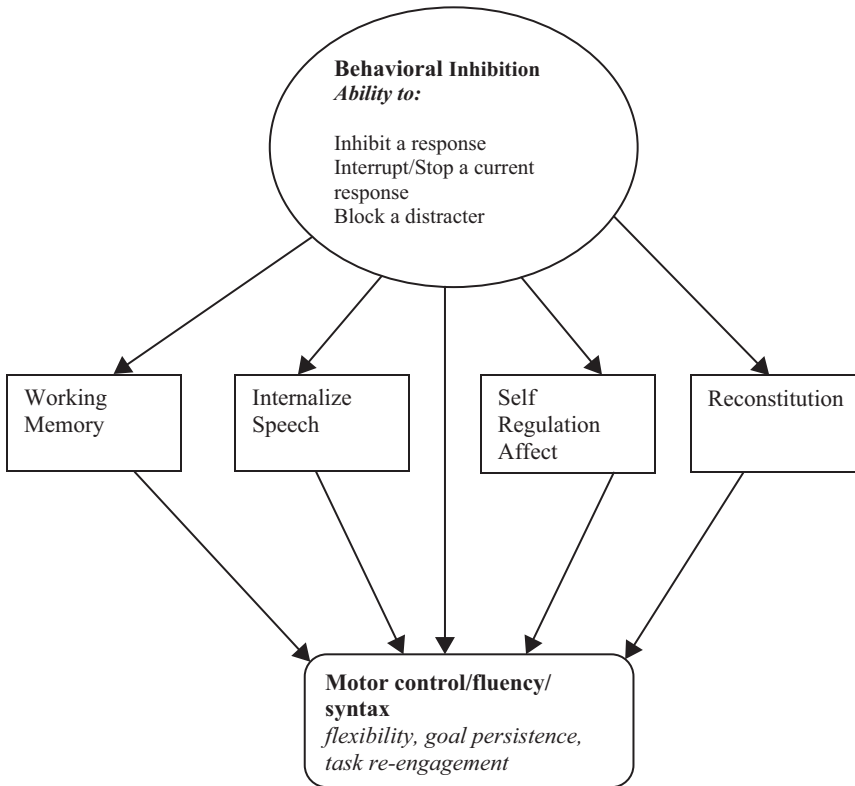 Behavioral Inhibition
Ability to:
Inhibit a response
Interrupt/Stop a current
response
Block a distracter
Working
Memory
Internalize
Speech
Self
Regulation
Affect
Reconstitution
Motor control/fluency/
syntax
flexibility, goal persistence,
task re-engagement